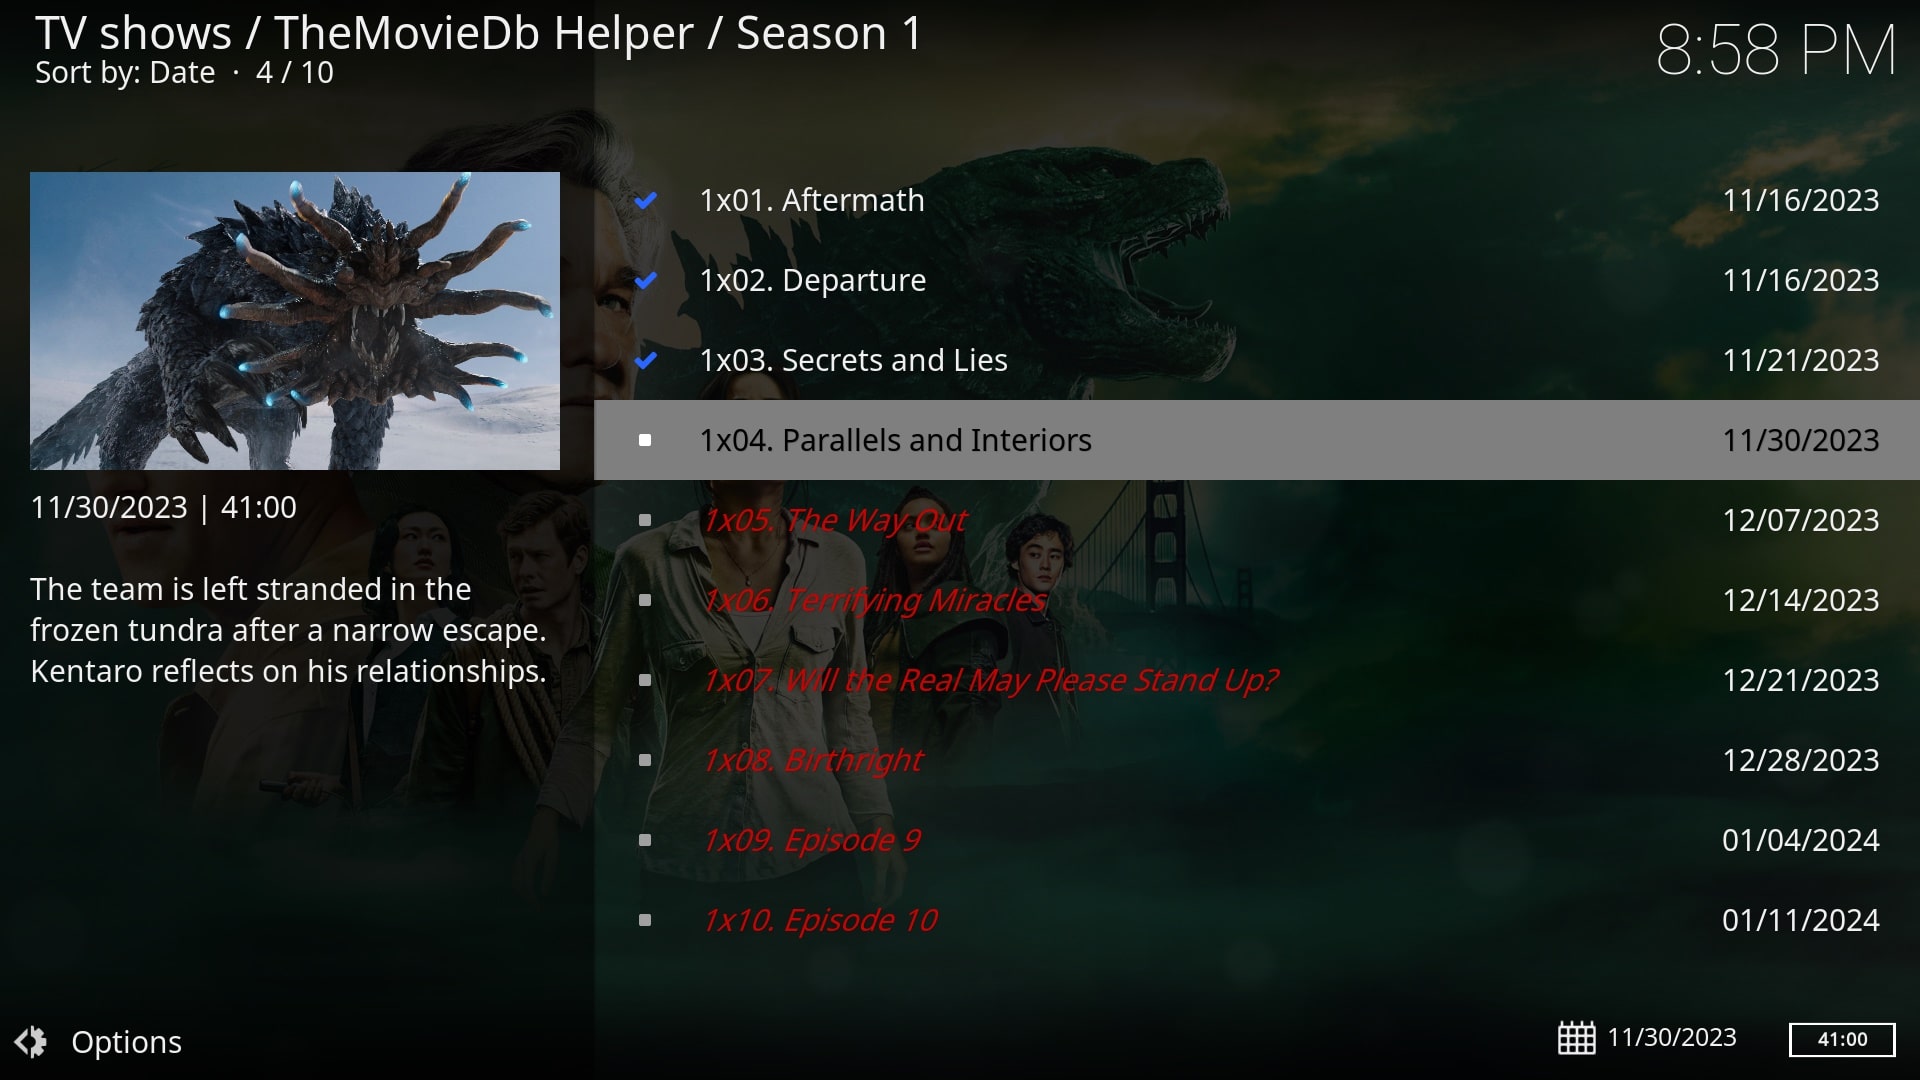 TV shows / TheMovieDb Helper / Season 1
Sort by: Date · 4 / 10
8:58 PM
1x01. Aftermath 11/16/2023
1x02. Departure 11/16/2023
1x03. Secrets and Lies 11/21/2023
1x04. Parallels and Interiors 11/30/2023
1x05. The Way Out 12/07/2023
1x06. Terrifying Miracles 12/14/2023
1x07. Will the Real May Please Stand Up? 12/21/2023
1x08. Birthright 12/28/2023
1x09. Episode 9 01/04/2024
1x10. Episode 10 01/11/2024
11/30/2023 | 41:00
The team is left stranded in the
frozen tundra after a narrow escape.
Kentaro reflects on his relationships.
Options
11/30/2023
41:00